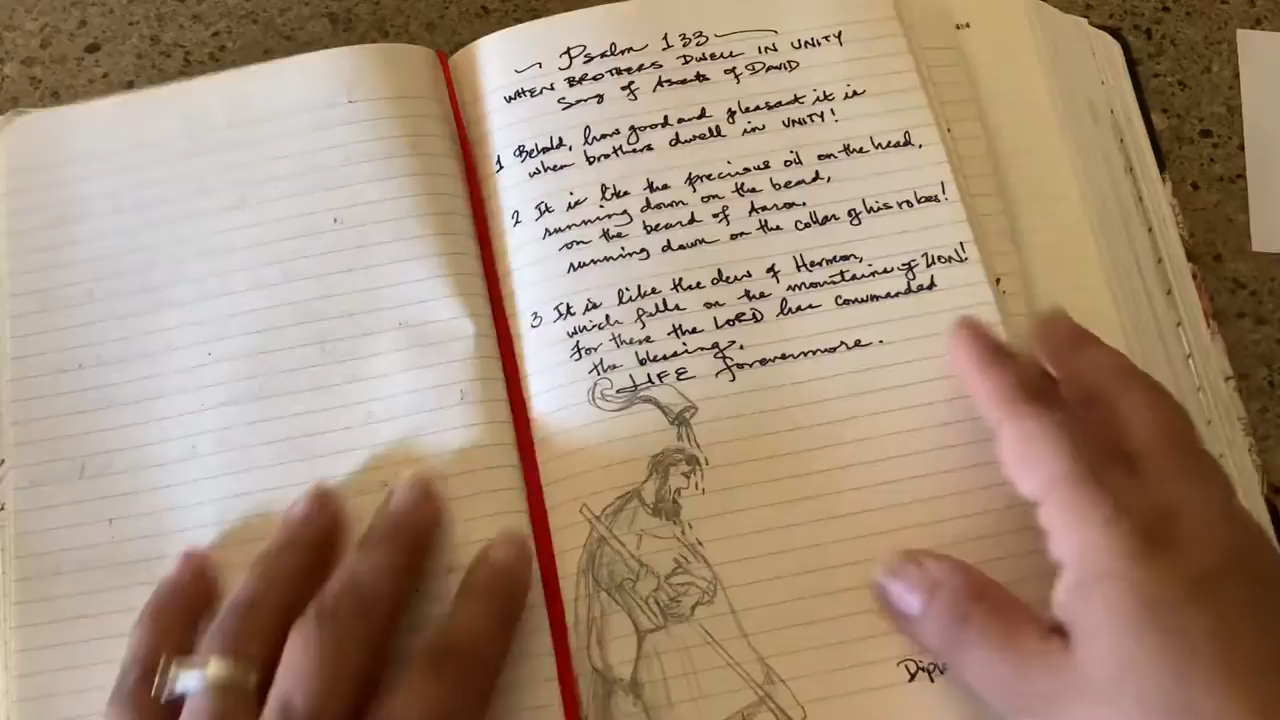 Psalm 133
WHEN BROTHERS DWELL IN UNITY
Song of Ascents of DAVID
1 Behold, how good and pleasant it is
when brothers dwell in UNITY!
2 It is like the precious oil on the head,
running down on the beard,
on the beard of Aaron,
running down on the collar of his robes!
3 It is like the dew of Hermon,
which falls on the mountains of ZION!
For there the LORD has commanded
the blessing,
LIFE forevermore.